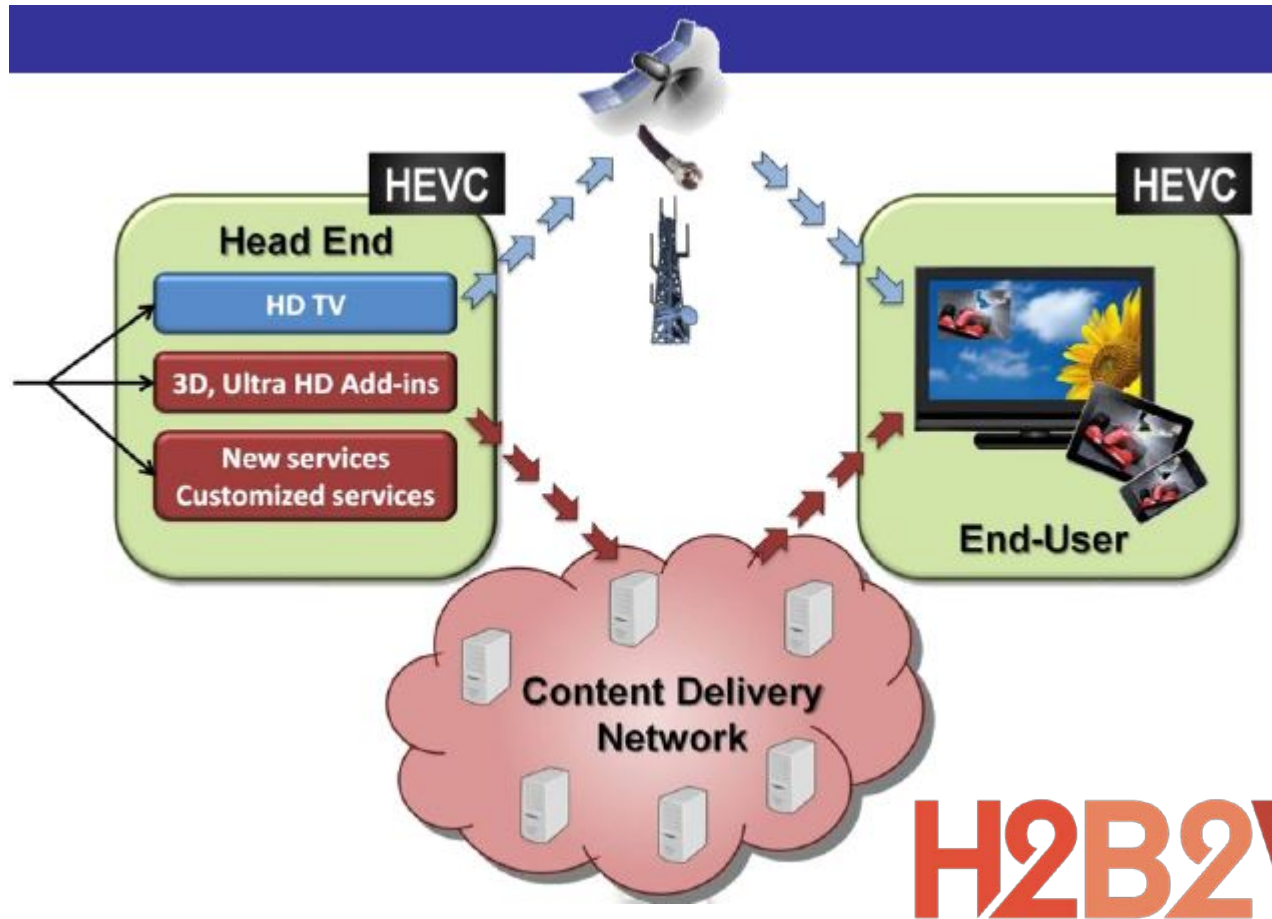 HEVC
Head End
HD TV
3D, Ultra HD Add-ins
New services
Customized services
HEVC
End-User
Content Delivery
Network
H2B2